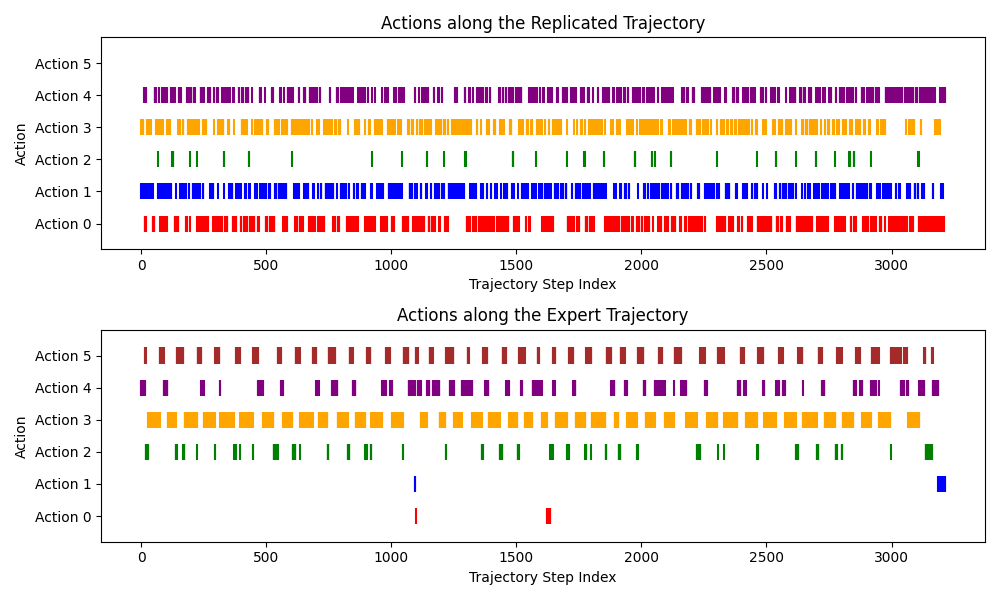 Actions along the Replicated Trajectory
Action 5
Action 4
Action 3
Action 2
Action 1
Action 0
Action
0 500 1000 1500 2000 2500 3000
Trajectory Step Index
Actions along the Expert Trajectory
Action 5
Action 4
Action 3
Action 2
Action 1
Action 0
Action
0 500 1000 1500 2000 2500 3000
Trajectory Step Index